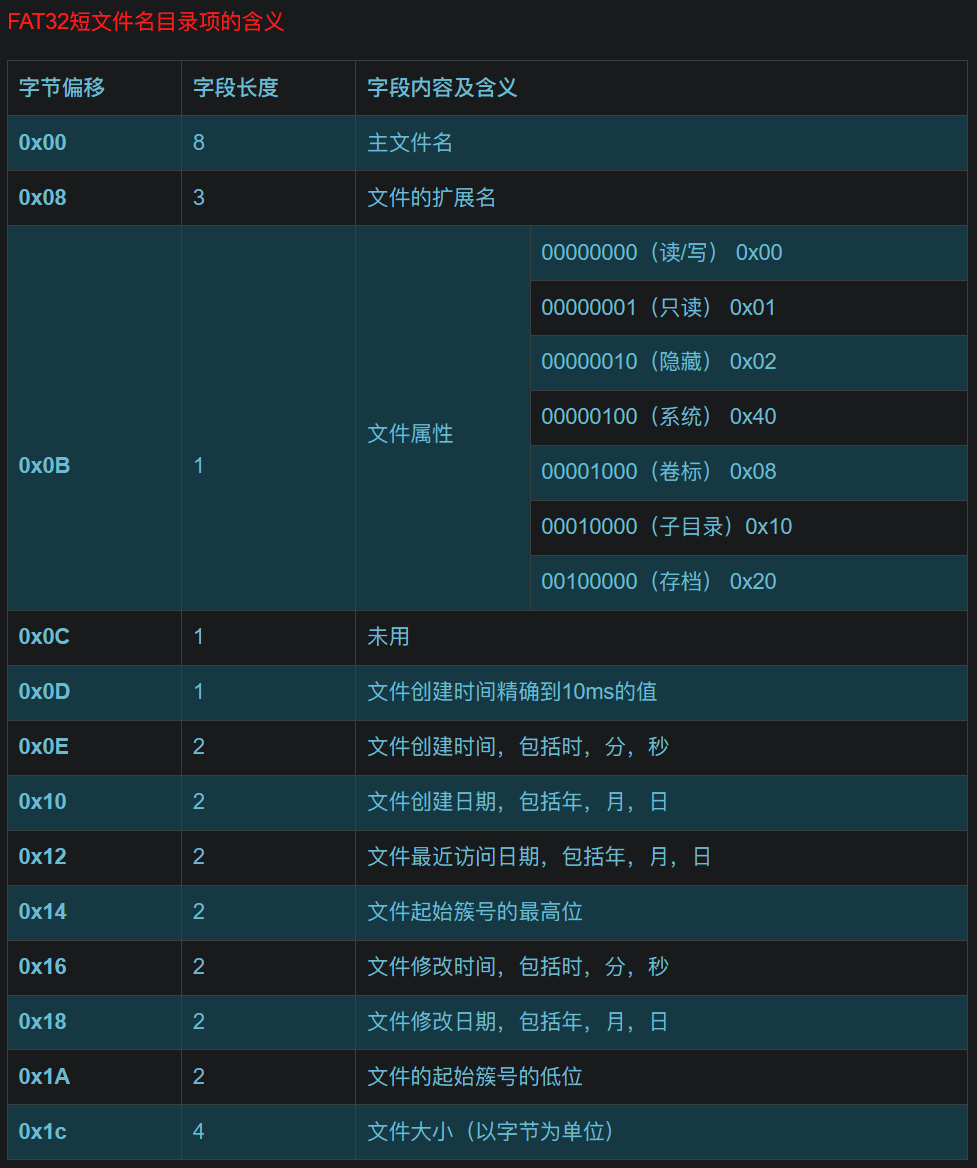 FAT32短文件名目录项的含义
字节偏移 字段长度 字段内容及含义
0x00 8 主文件名
0x08 3 文件的扩展名
0x0B 1 文件属性
00000000（读/写） 0x00
00000001（只读） 0x01
00000010（隐藏） 0x02
00000100（系统） 0x40
00001000（卷标） 0x08
00010000（子目录）0x10
00100000（存档） 0x20
0x0C 1 未用
0x0D 1 文件创建时间精确到10ms的值
0x0E 2 文件创建时间，包括时，分，秒
0x10 2 文件创建日期，包括年，月，日
0x12 2 文件最近访问日期，包括年，月，日
0x14 2 文件起始簇号的最高位
0x16 2 文件修改时间，包括时，分，秒
0x18 2 文件修改日期，包括年，月，日
0x1A 2 文件的起始簇号的低位
0x1c 4 文件大小（以字节为单位）